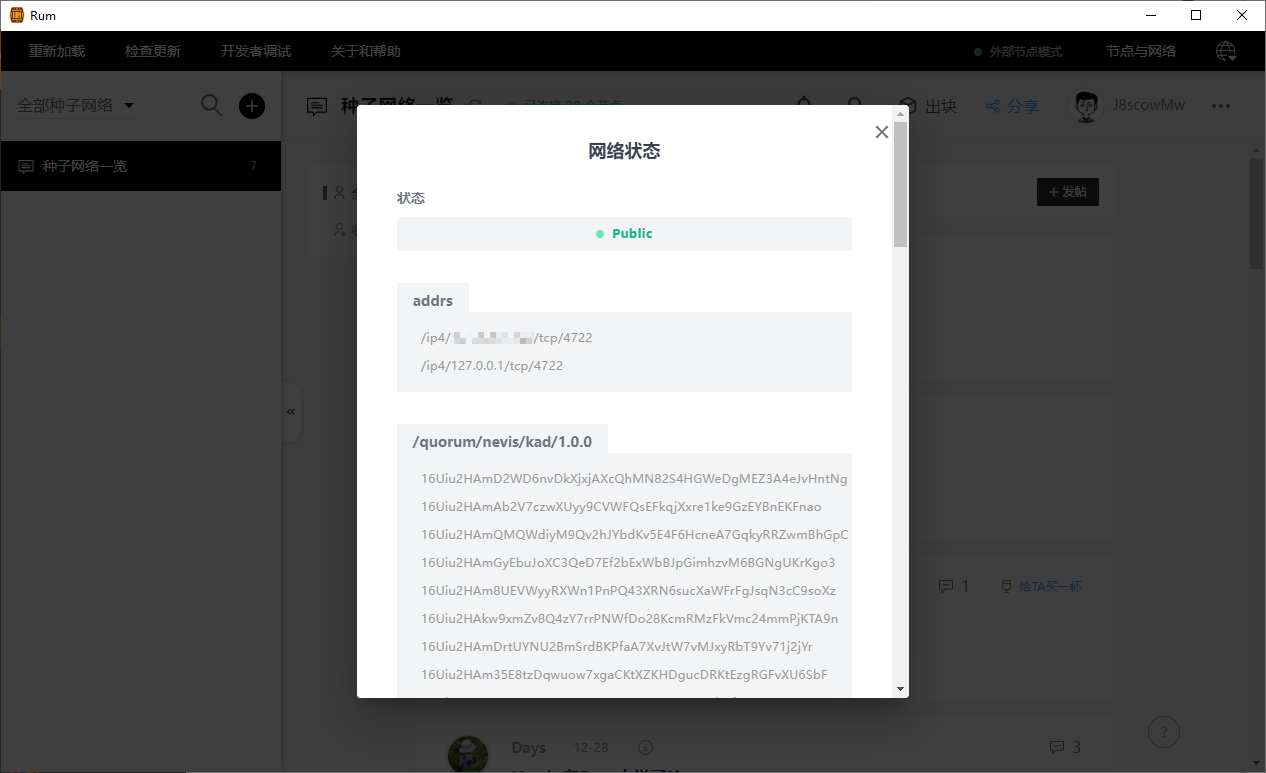 Rum
重新加载 检查更新 开发者调试 关于和帮助 外部节点模式 节点与网络
全部种子网络 种子网络一览 出块 分享 J8scowMw
种子网络一览 7
+ 发帖
网络状态
状态
Public
addrs
/ip4/ /tcp/4722
/ip4/127.0.0.1/tcp/4722
/quorum/nevis/kad/1.0.0
16Uiu2HAmD2WD6nvDkXjxjAXcQhMN82S4HGWeDgMEZ3A4eJvHntNg
16Uiu2HAmAb2V7czwXUyy9CVWFQsEFkqjXxre1ke9GzEYBnEKFnao
16Uiu2HAmQMQWdiyM9Qv2hJYbdKv5E4F6HcneA7GqkyRRZwmBhGpC
16Uiu2HAmGyEbuJoXC3QeD7Ef2bExWbBJpGimhzvM6BGNgUKrKgo3
16Uiu2HAm8UEVWyyRXWn1PnPQ43XRN6sucXaWFrFgJsqN3cC9soXz
16Uiu2HAkw9xmZv8Q4zY7rrPNWfDo28KcmRMzFkVmc24mmPjKTA9n
16Uiu2HAmDrtUYNU2BmSrdBKPfaA7XvJtW7vMJxyRbT9Yv71j2jYr
16Uiu2HAm35E8tzDqwuow7xgaCKtXZKHDgucDRKtEzgRGFvXU6SbF
1 给TA买一杯
Days 12-28 3
?